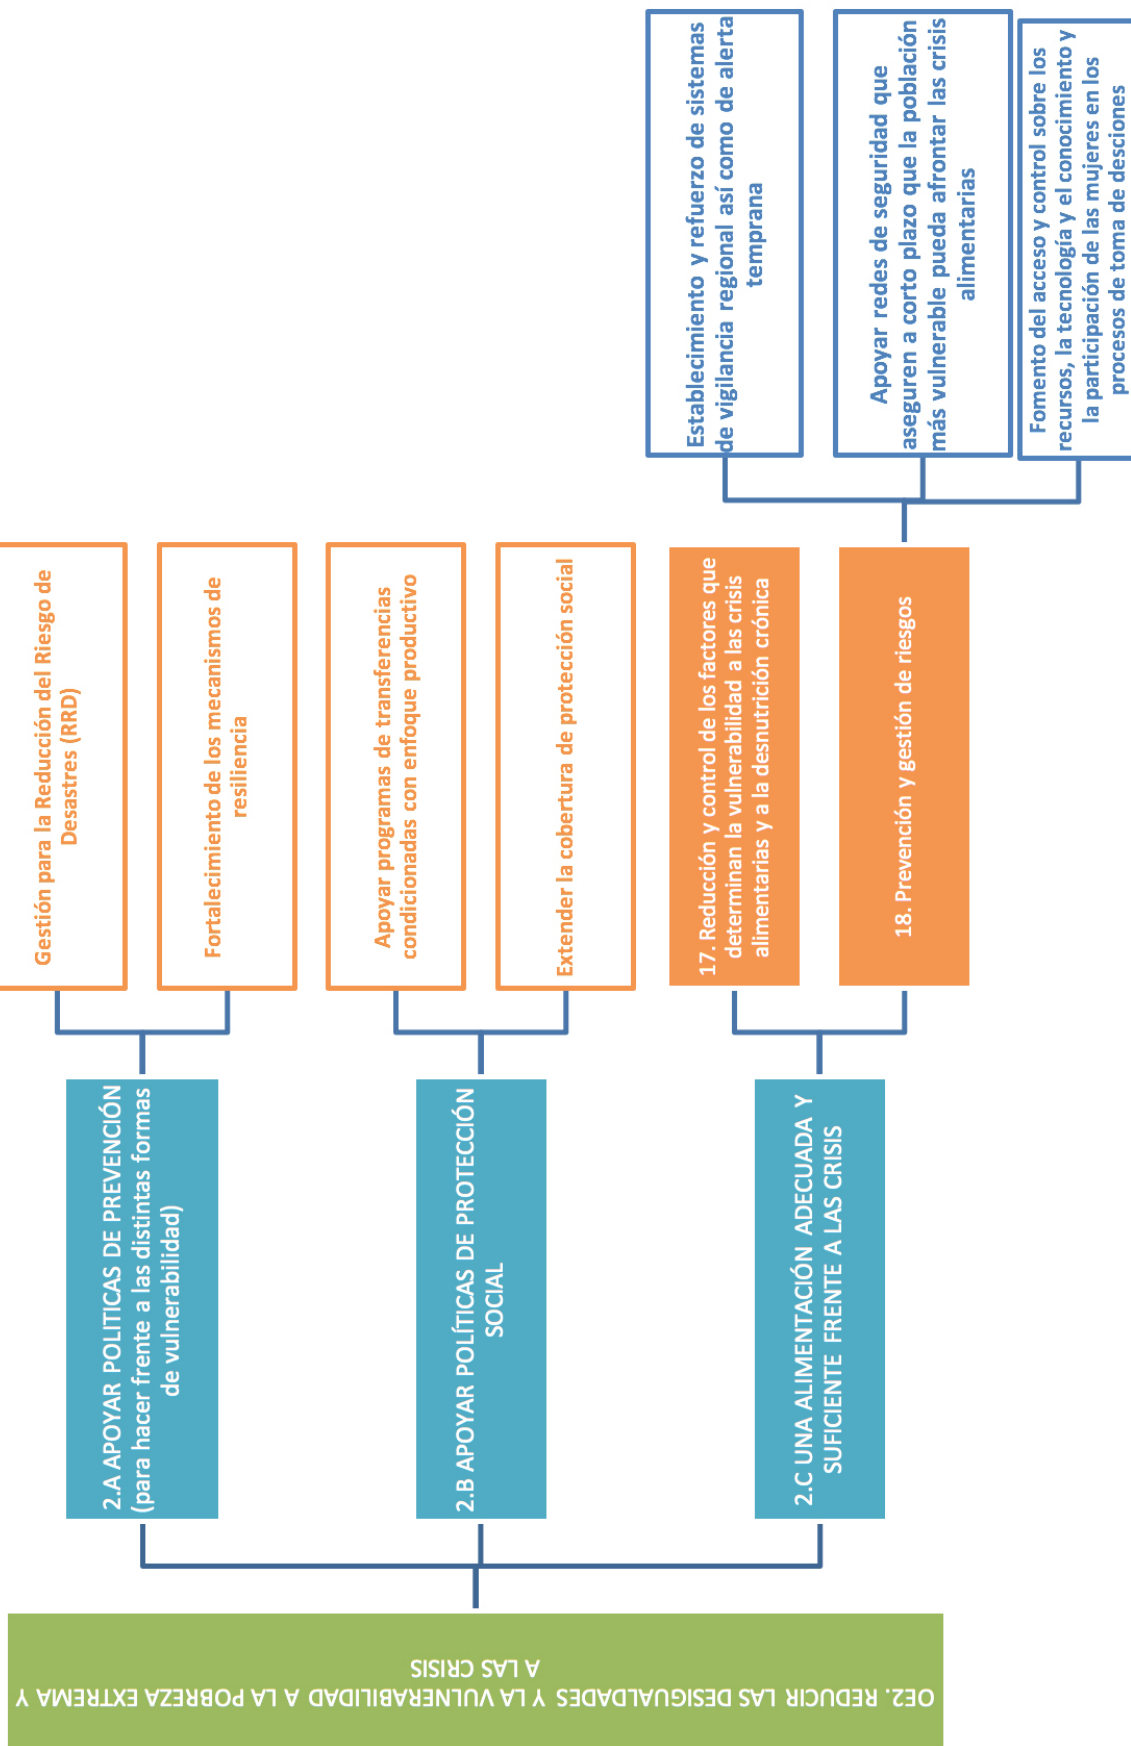 OE2. REDUCIR LAS DESIGUALDADES Y LA VULNERABILIDAD A LA POBREZA EXTREMA Y
A LAS CRISIS
2.A APOYAR POLITICAS DE PREVENCIÓN
(para hacer frente a las distintas formas
de vulnerabilidad)
Gestión para la Reducción del Riesgo de
Desastres (RRD)
Fortalecimiento de los mecanismos de
resiliencia
2.B APOYAR POLÍTICAS DE PROTECCIÓN
SOCIAL
Apoyar programas de transferencias
condicionadas con enfoque productivo
Extender la cobertura de protección social
2.C UNA ALIMENTACIÓN ADECUADA Y
SUFICIENTE FRENTE A LAS CRISIS
17. Reducción y control de los factores que
determinan la vulnerabilidad a las crisis
alimentarias y a la desnutrición crónica
18. Prevención y gestión de riesgos
Establecimiento y refuerzo de sistemas
de vigilancia regional así como de alerta
temprana
Apoyar redes de seguridad que
aseguren a corto plazo que la población
más vulnerable pueda afrontar las crisis
alimentarias
Fomento del acceso y control sobre los
recursos, la tecnología y el conocimiento y
la participación de las mujeres en los
procesos de toma de desciones